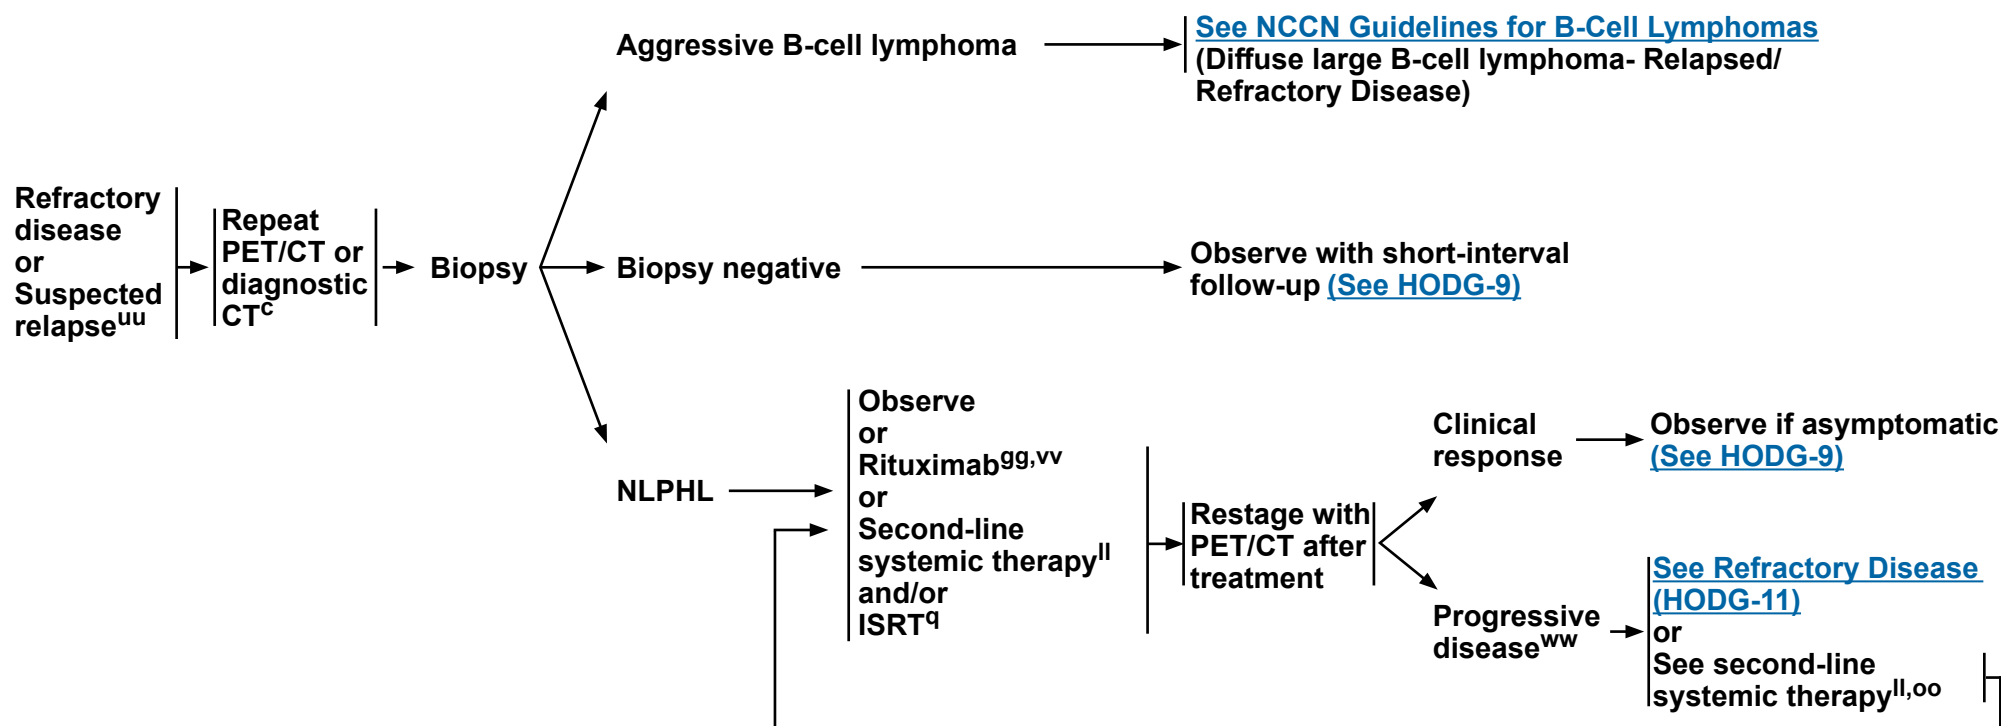 Aggressive B-cell lymphoma
See NCCN Guidelines for B-Cell Lymphomas
(Diffuse large B-cell lymphoma- Relapsed/
Refractory Disease)
Refractory
disease
or
Suspected
relapseuu
Repeat
PET/CT or
diagnostic
CTc
Biopsy
Biopsy negative
Observe with short-interval
follow-up (See HODG-9)
NLPHL
Observe
or
Rituximabgg,vv
or
Second-line
systemic therapyll
and/or
ISRTq
Restage with
PET/CT after
treatment
Clinical
response
Observe if asymptomatic
(See HODG-9)
Progressive
diseaseww
See Refractory Disease
(HODG-11)
or
See second-line
systemic therapyll,oo